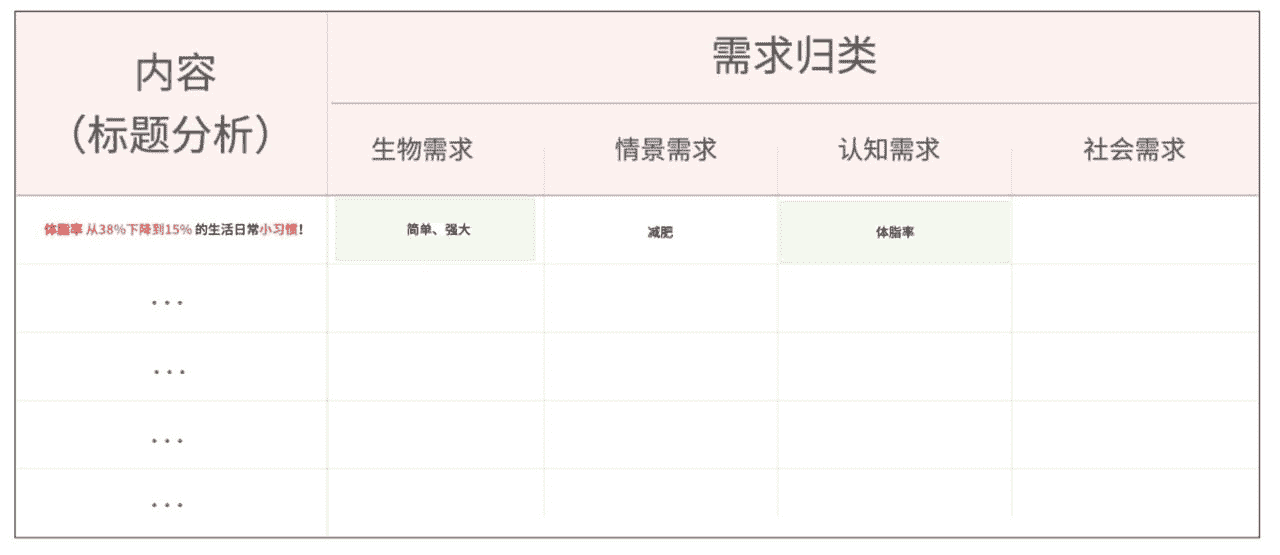 内容
（标题分析）
需求归类
生物需求 情景需求 认知需求 社会需求
体脂率 从38%下降到15% 的生活日常小习惯！ 简单、强大 减肥 体脂率
...
...
...
...